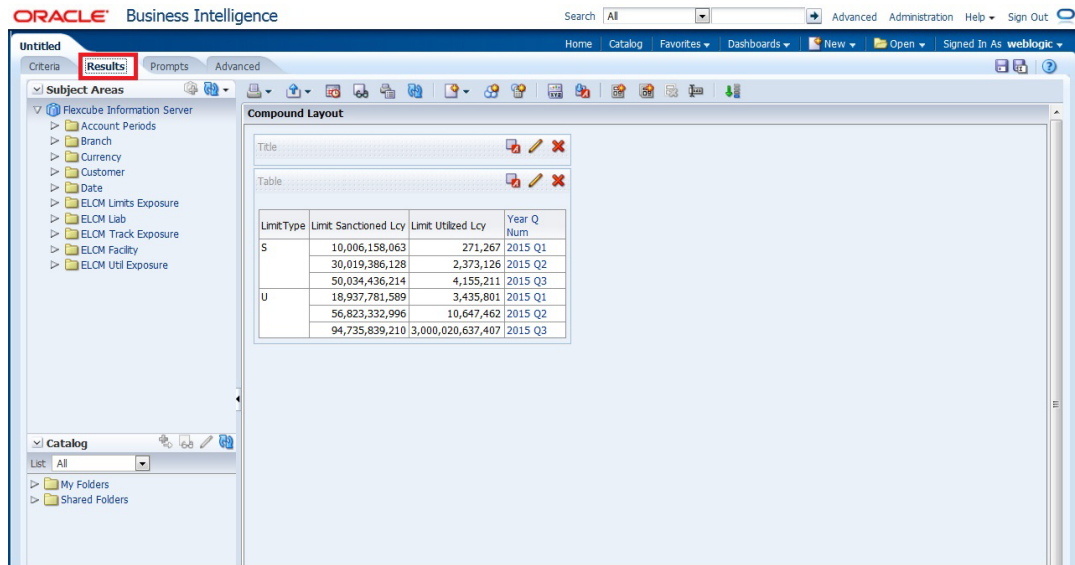 ORACLE Business Intelligence Search All Advanced Administration Help Sign Out
Untitled Home Catalog Favorites Dashboards New Open Signed In As weblogic
Criteria Results Prompts Advanced
Subject Areas
Flexcube Information Server
Account Periods
Branch
Currency
Customer
Date
ELCM Limits Exposure
ELCM Liab
ELCM Track Exposure
ELCM Facility
ELCM Util Exposure
Catalog
List All
My Folders
Shared Folders
Compound Layout
Title
Table
LimitType Limit Sanctioned Lcy Limit Utilized Lcy Year Q Num
S 10,006,158,063 271,267 2015 Q1
30,019,386,128 2,373,126 2015 Q2
50,034,436,214 4,155,211 2015 Q3
U 18,937,781,589 3,435,801 2015 Q1
56,823,332,996 10,647,462 2015 Q2
94,735,839,210 3,000,020,637,407 2015 Q3